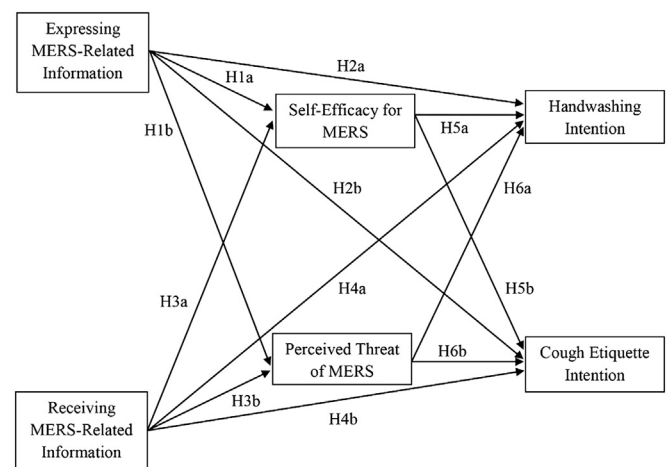 Expressing
MERS-Related
Information
H2a
H1a
Self-Efficacy for
MERS
Handwashing
Intention
H5a
H1b
H2b
H6a
H3a
H4a
H5b
Perceived Threat
of MERS
H6b
Cough Etiquette
Intention
H3b
H4b
Receiving
MERS-Related
Information